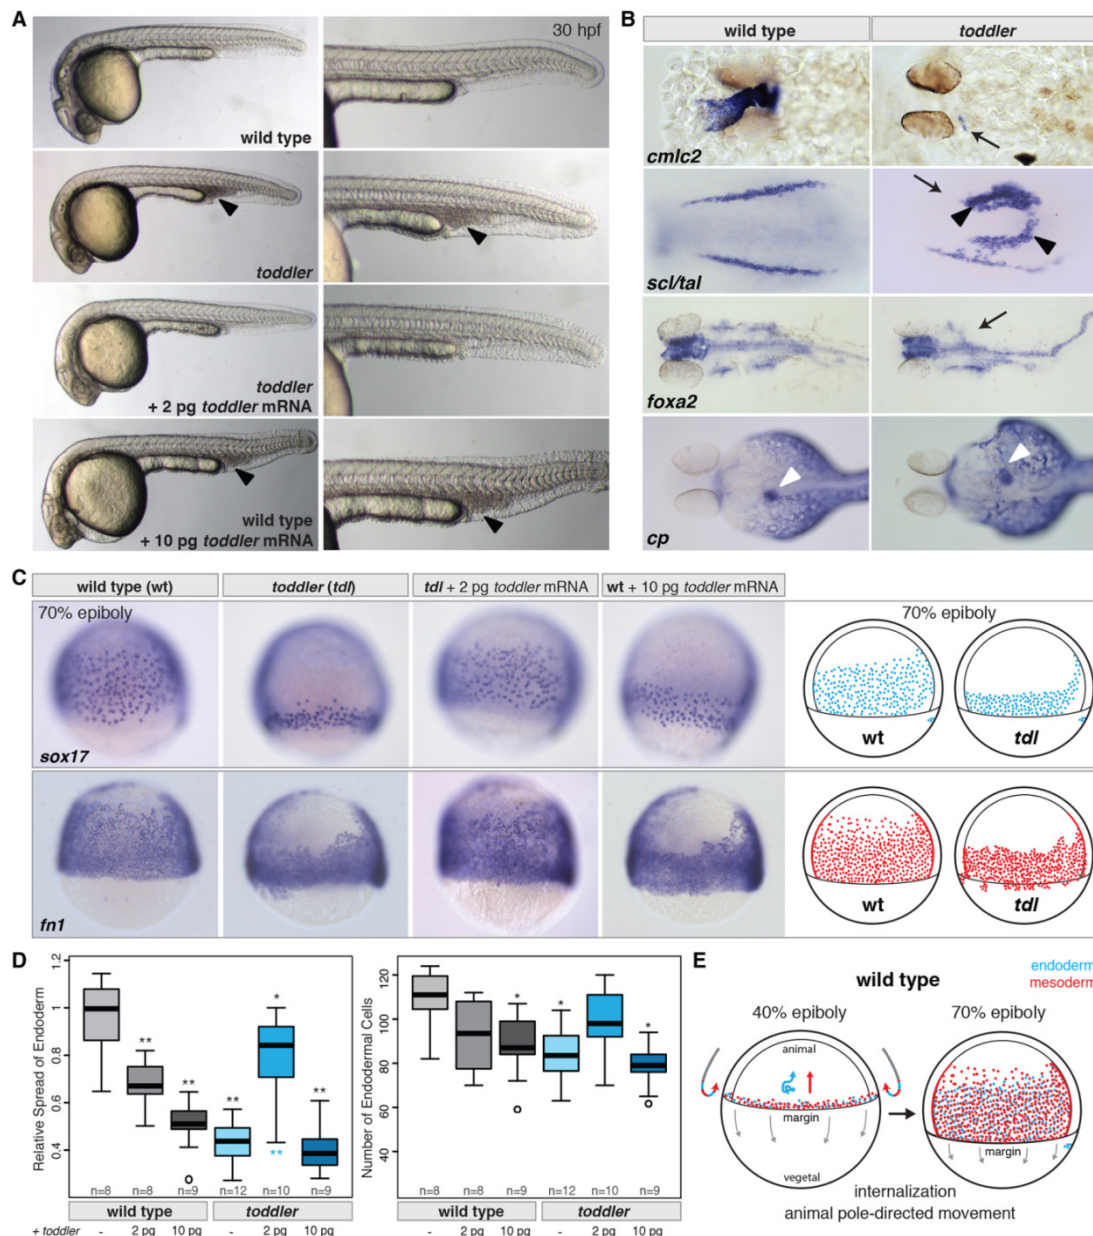 A
30 hpf
wild type
toddler
toddler
+ 2 pg toddler mRNA
wild type
+ 10 pg toddler mRNA
B
wild type
toddler
cmlc2
scl/tal
foxa2
cp
C
wild type (wt)
toddler (tdl)
tdl + 2 pg toddler mRNA
wt + 10 pg toddler mRNA
70% epiboly
70% epiboly
sox17
wt
tdl
fn1
wt
tdl
D
Relative Spread of Endoderm
1.2
1
0.8
0.6
0.4
**
**
**
*
**
**
n=8
n=8
n=9
n=12
n=10
n=9
wild type
toddler
+ toddler
-
2 pg
10 pg
-
2 pg
10 pg
Number of Endodermal Cells
120
100
80
60
40
*
*
*
n=8
n=8
n=9
n=12
n=10
n=9
wild type
toddler
-
2 pg
10 pg
-
2 pg
10 pg
E
wild type
endoderm
mesoderm
40% epiboly
70% epiboly
animal
margin
vegetal
margin
internalization
animal pole-directed movement